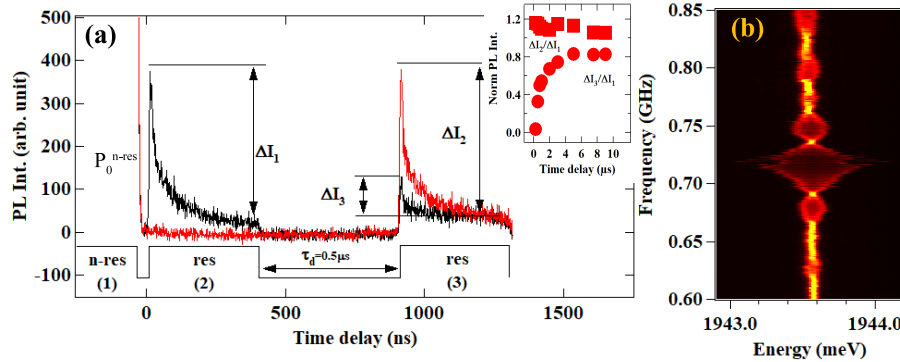 (a)
PL Int. (arb. unit)
500
400
300
200
100
0
-100
P₀ⁿ⁻ʳᵉˢ
ΔI₁
ΔI₂
ΔI₃
n-res
(1)
res
(2)
τd=0.5μs
res
(3)
0
500
1000
1500
Time delay (ns)
Norm PL Int.
1.2
0.8
0.4
0.0
ΔI₂/ΔI₁
ΔI₃/ΔI₁
0
2
4
6
8
10
Time delay (μs)
(b)
Frequency (GHz)
0.85
0.80
0.75
0.70
0.65
0.60
1943.0
1944.0
Energy (meV)